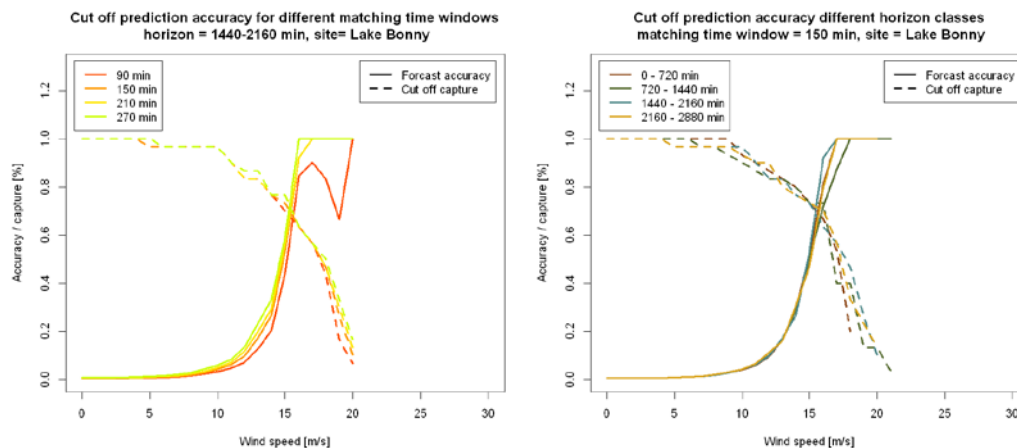 Cut off prediction accuracy for different matching time windows
horizon = 1440-2160 min, site= Lake Bonny
90 min
150 min
210 min
270 min
Forcast accuracy
Cut off capture
Accuracy / capture [%]
0.0
0.2
0.4
0.6
0.8
1.0
1.2
0
5
10
15
20
25
30
Wind speed [m/s]
Cut off prediction accuracy different horizon classes
matching time window = 150 min, site = Lake Bonny
0 - 720 min
720 - 1440 min
1440 - 2160 min
2160 - 2880 min
Forcast accuracy
Cut off capture
Accuracy / capture [%]
0.0
0.2
0.4
0.6
0.8
1.0
1.2
0
5
10
15
20
25
30
Wind speed [m/s]